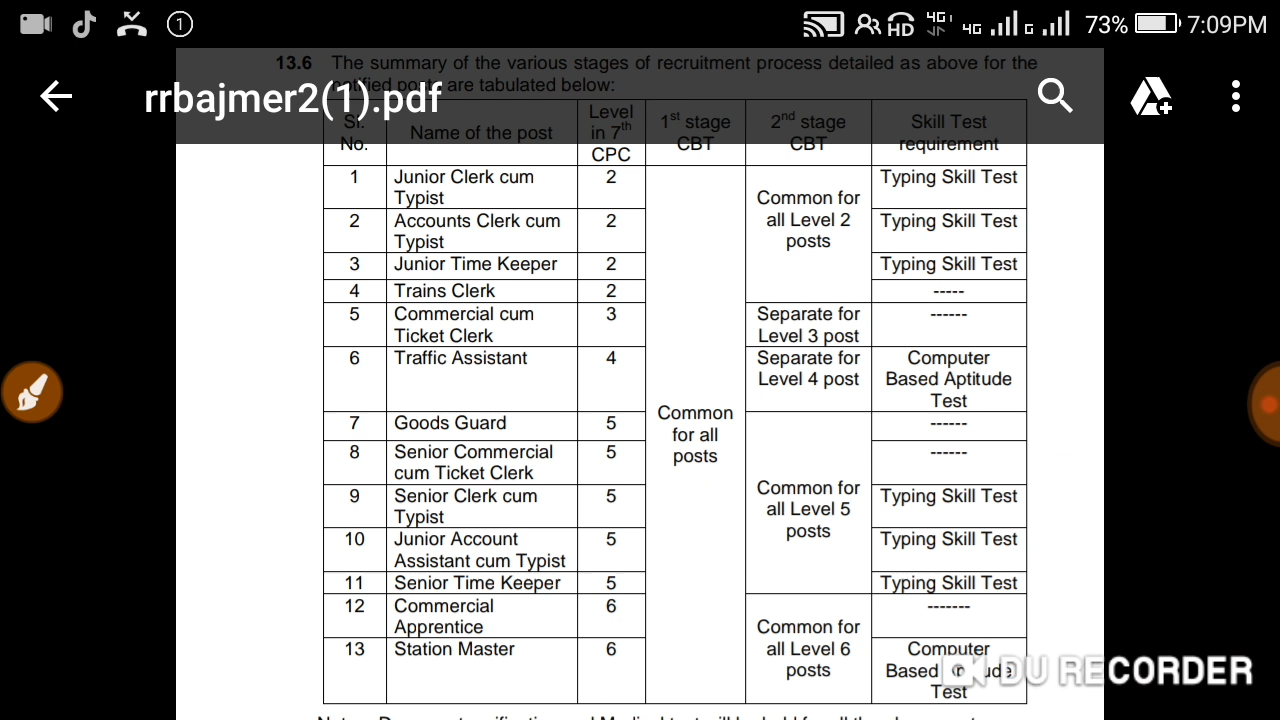 1 HD 4G 4G G 73% 7:09PM
13.6 The summary of the various stages of recruitment process detailed as above for the
notified posts are tabulated below:
rrbajmer2(1).pdf
Sl. No. Name of the post Level in 7th CPC 1st stage CBT 2nd stage CBT Skill Test requirement
1 Junior Clerk cum Typist 2 Typing Skill Test
Common for all Level 2 posts
2 Accounts Clerk cum Typist 2 Typing Skill Test
3 Junior Time Keeper 2 Typing Skill Test
4 Trains Clerk 2 -----
5 Commercial cum Ticket Clerk 3 Separate for Level 3 post ------
6 Traffic Assistant 4 Separate for Level 4 post Computer Based Aptitude Test
Common for all posts
7 Goods Guard 5 ------
8 Senior Commercial cum Ticket Clerk 5 ------
Common for all Level 5 posts
9 Senior Clerk cum Typist 5 Typing Skill Test
10 Junior Account Assistant cum Typist 5 Typing Skill Test
11 Senior Time Keeper 5 Typing Skill Test
12 Commercial Apprentice 6 -------
Common for all Level 6 posts
13 Station Master 6 Computer Based Aptitude Test
DU RECORDER